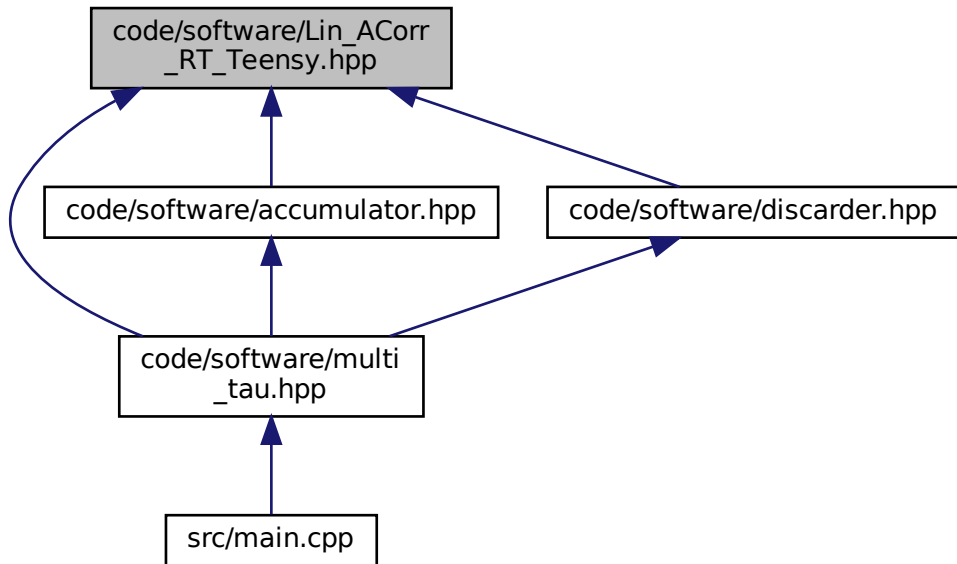 code/software/Lin_ACorr
_RT_Teensy.hpp
code/software/accumulator.hpp
code/software/discarder.hpp
code/software/multi
_tau.hpp
src/main.cpp